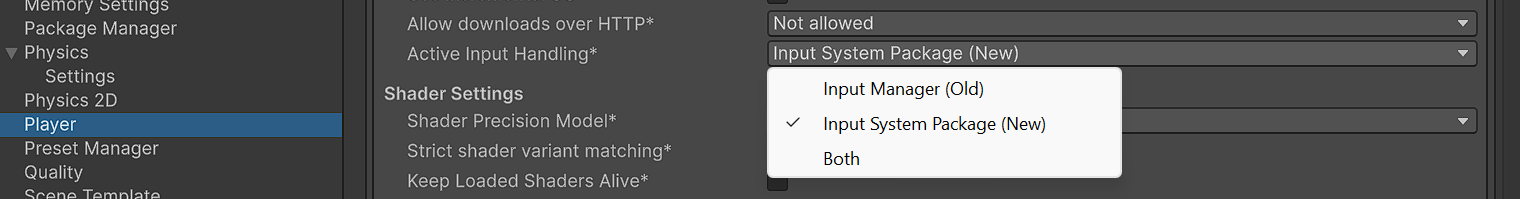 Memory Settings
Package Manager
Physics
Settings
Physics 2D
Player
Preset Manager
Quality
Scene Template
Allow downloads over HTTP*
Not allowed
Active Input Handling*
Input System Package (New)
Input Manager (Old)
Input System Package (New)
Both
Shader Settings
Shader Precision Model*
Strict shader variant matching*
Keep Loaded Shaders Alive*